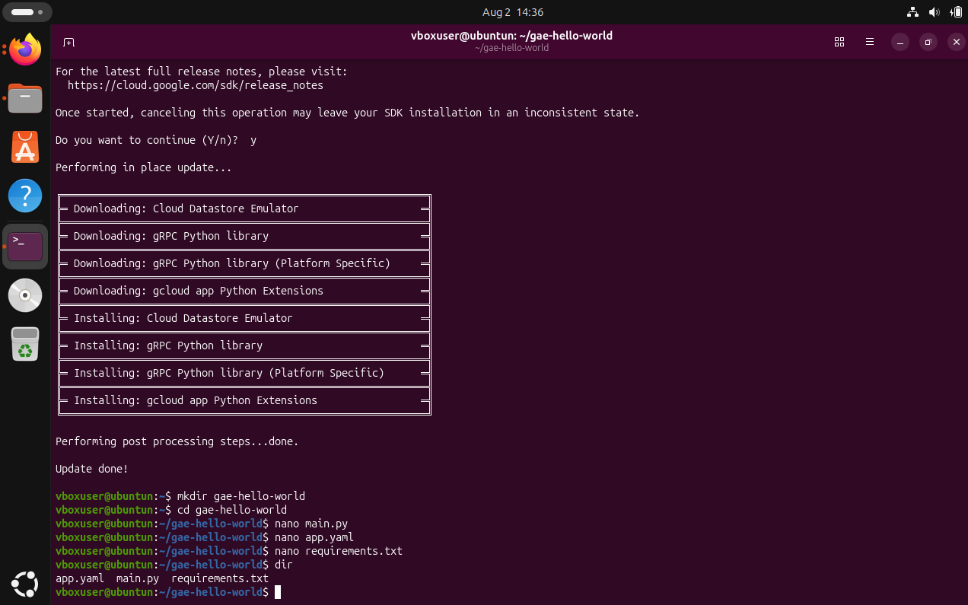 Aug 2 14:36
vboxuser@ubuntun: ~/gae-hello-world
~/gae-hello-world
For the latest full release notes, please visit:
https://cloud.google.com/sdk/release_notes
Once started, canceling this operation may leave your SDK installation in an inconsistent state.
Do you want to continue (Y/n)? y
Performing in place update...
Downloading: Cloud Datastore Emulator
Downloading: gRPC Python library
Downloading: gRPC Python library (Platform Specific)
Downloading: gcloud app Python Extensions
Installing: Cloud Datastore Emulator
Installing: gRPC Python library
Installing: gRPC Python library (Platform Specific)
Installing: gcloud app Python Extensions
Performing post processing steps...done.
Update done!
vboxuser@ubuntun:~$ mkdir gae-hello-world
vboxuser@ubuntun:~$ cd gae-hello-world
vboxuser@ubuntun:~/gae-hello-world$ nano main.py
vboxuser@ubuntun:~/gae-hello-world$ nano app.yaml
vboxuser@ubuntun:~/gae-hello-world$ nano requirements.txt
vboxuser@ubuntun:~/gae-hello-world$ dir
app.yaml main.py requirements.txt
vboxuser@ubuntun:~/gae-hello-world$